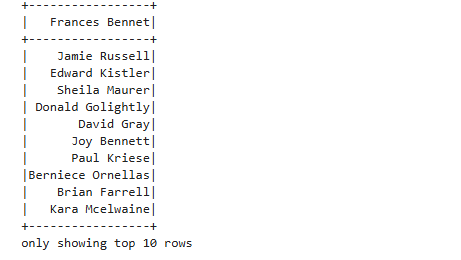 +-----------------+
|   Frances Bennet|
+-----------------+
|    Jamie Russell|
|   Edward Kistler|
|    Sheila Maurer|
| Donald Golightly|
|       David Gray|
|      Joy Bennett|
|      Paul Kriese|
|Berniece Ornellas|
|    Brian Farrell|
|   Kara Mcelwaine|
+-----------------+
only showing top 10 rows